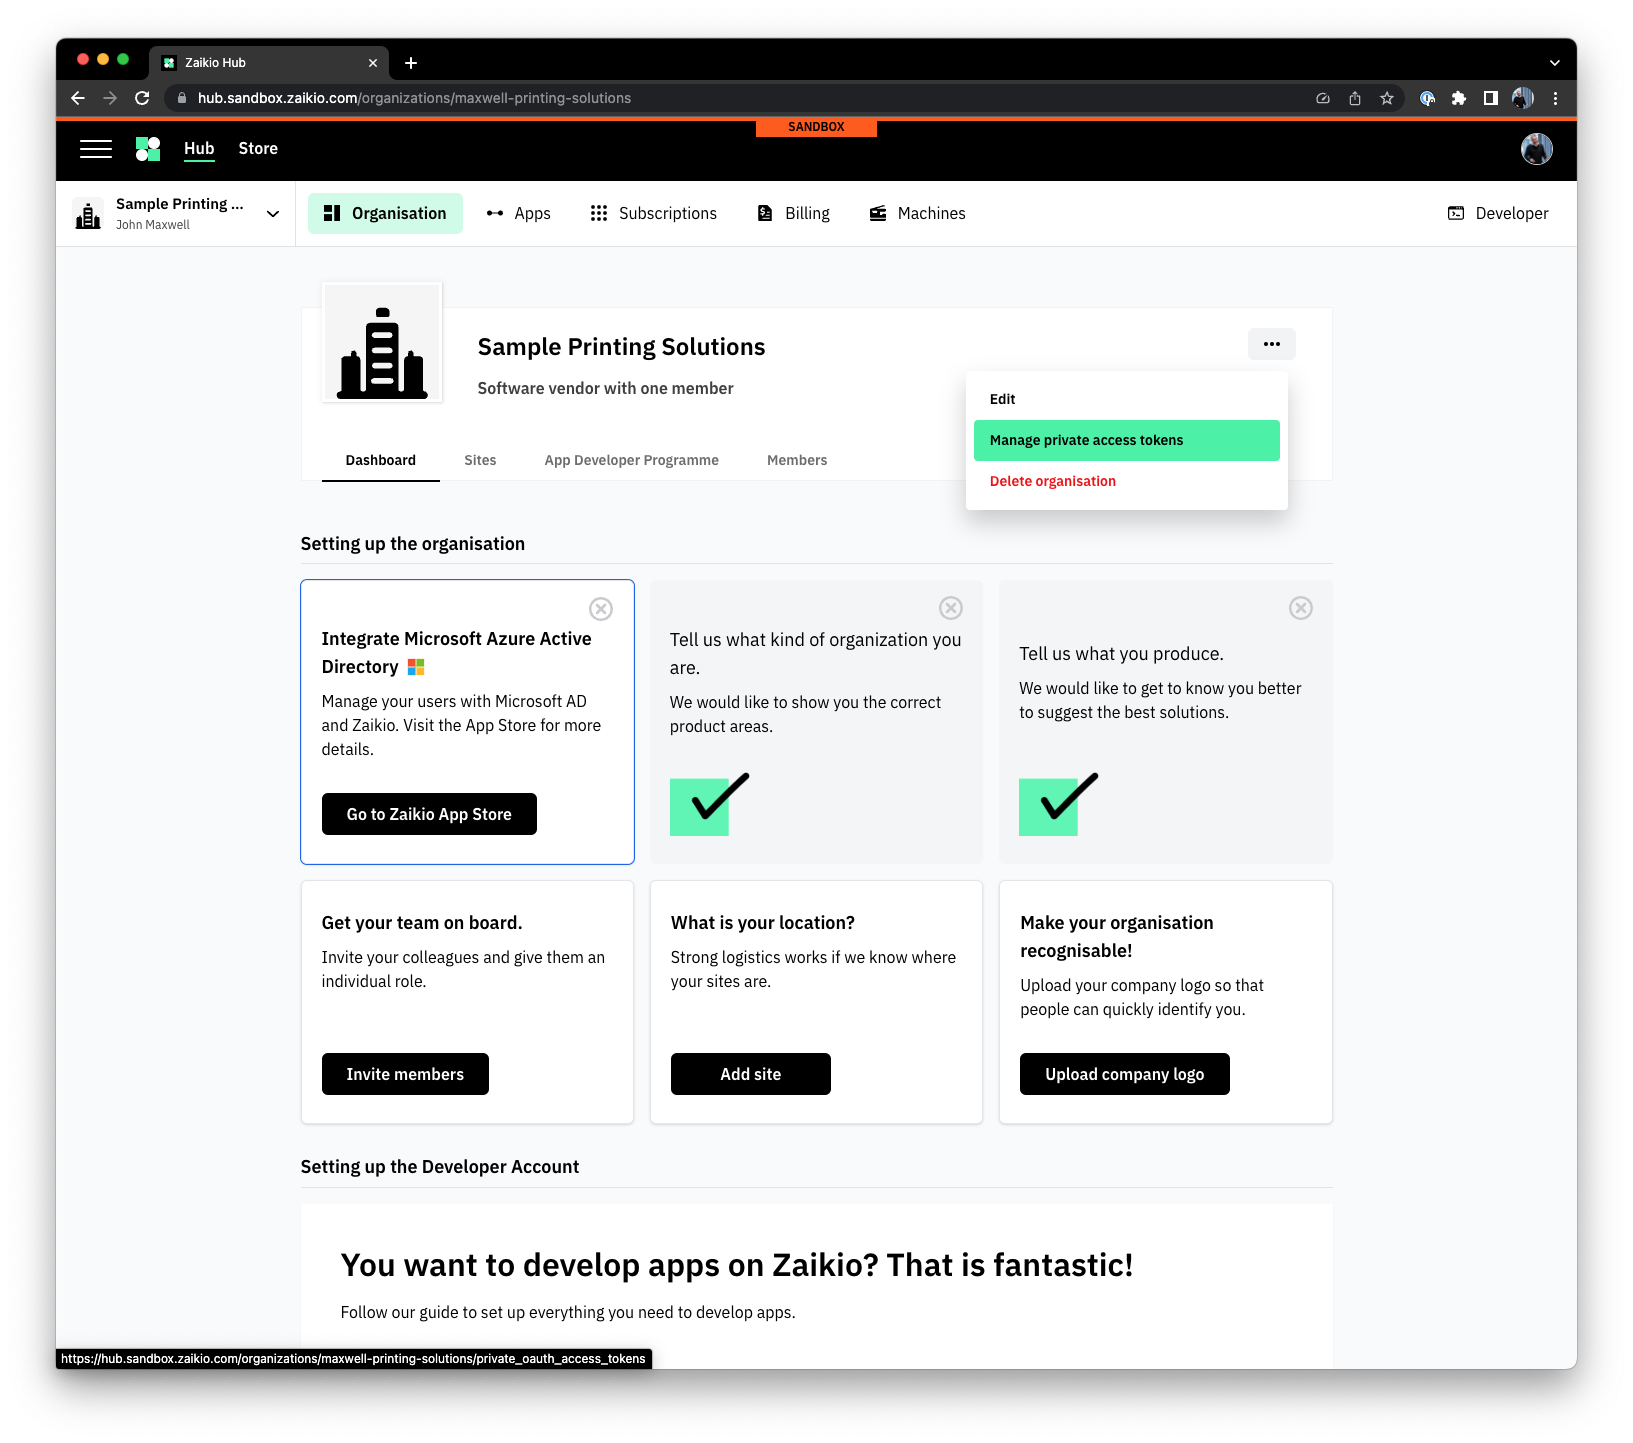 Zaikio Hub
hub.sandbox.zaikio.com/organizations/maxwell-printing-solutions
SANDBOX
Hub Store
Sample Printing ...
John Maxwell
Organisation Apps Subscriptions Billing Machines Developer
Sample Printing Solutions
Software vendor with one member
Edit
Manage private access tokens
Delete organisation
Dashboard Sites App Developer Programme Members
Setting up the organisation
Integrate Microsoft Azure Active
Directory
Manage your users with Microsoft AD
and Zaikio. Visit the App Store for more
details.
Go to Zaikio App Store
Tell us what kind of organization you
are.
We would like to show you the correct
product areas.
Tell us what you produce.
We would like to get to know you better
to suggest the best solutions.
Get your team on board.
Invite your colleagues and give them an
individual role.
Invite members
What is your location?
Strong logistics works if we know where
your sites are.
Add site
Make your organisation
recognisable!
Upload your company logo so that
people can quickly identify you.
Upload company logo
Setting up the Developer Account
You want to develop apps on Zaikio? That is fantastic!
Follow our guide to set up everything you need to develop apps.
https://hub.sandbox.zaikio.com/organizations/maxwell-printing-solutions/private_oauth_access_tokens